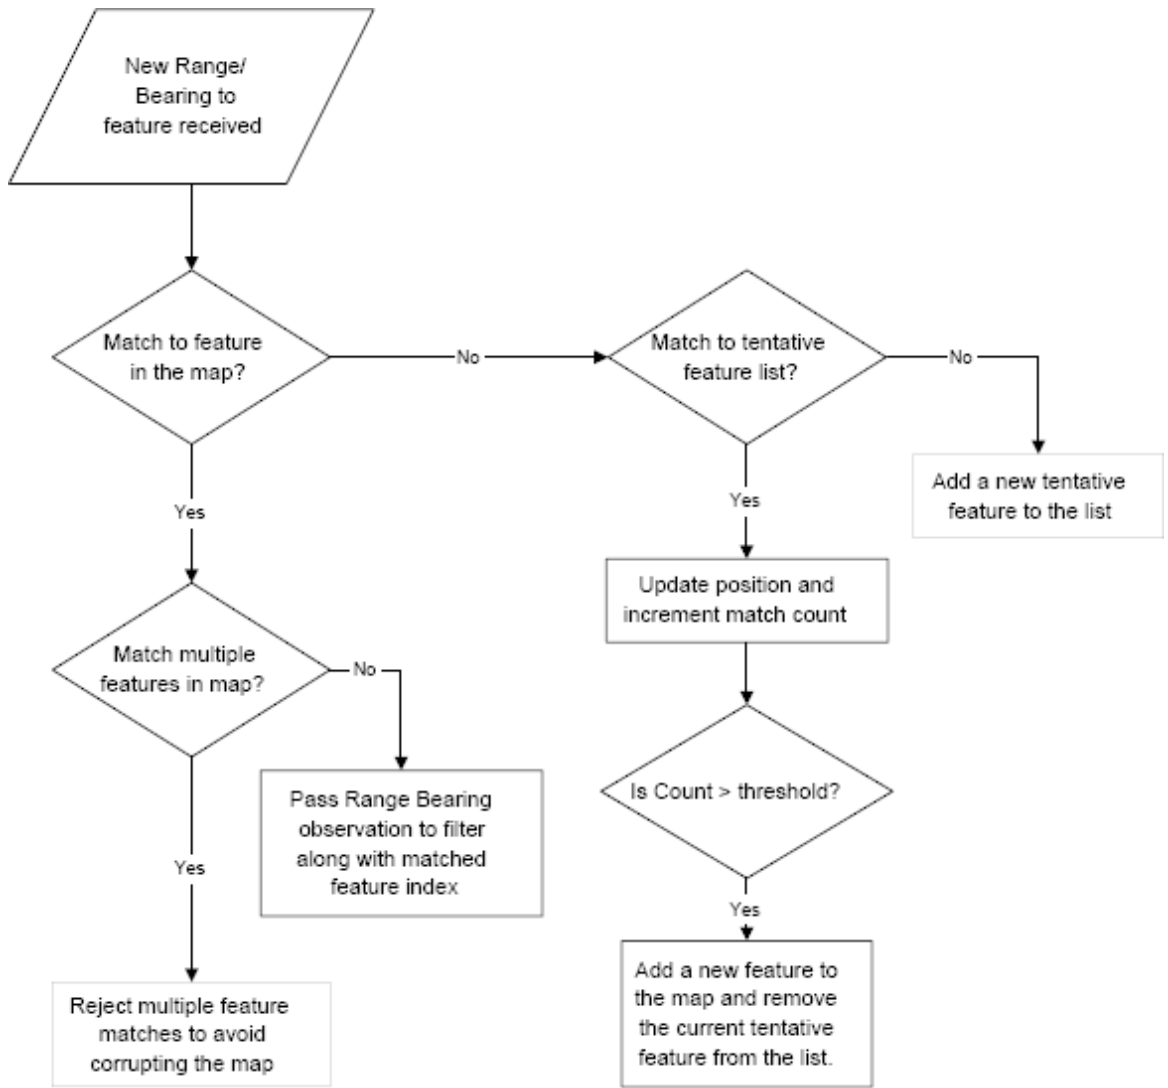 New Range/
Bearing to
feature received
Match to feature
in the map?
No
Match to tentative
feature list?
No
Add a new tentative
feature to the list
Yes
Yes
Update position and
increment match count
Match multiple
features in map?
No
Is Count > threshold?
Pass Range Bearing
observation to filter
along with matched
feature index
Yes
Yes
Reject multiple feature
matches to avoid
corrupting the map
Add a new feature to
the map and remove
the current tentative
feature from the list.